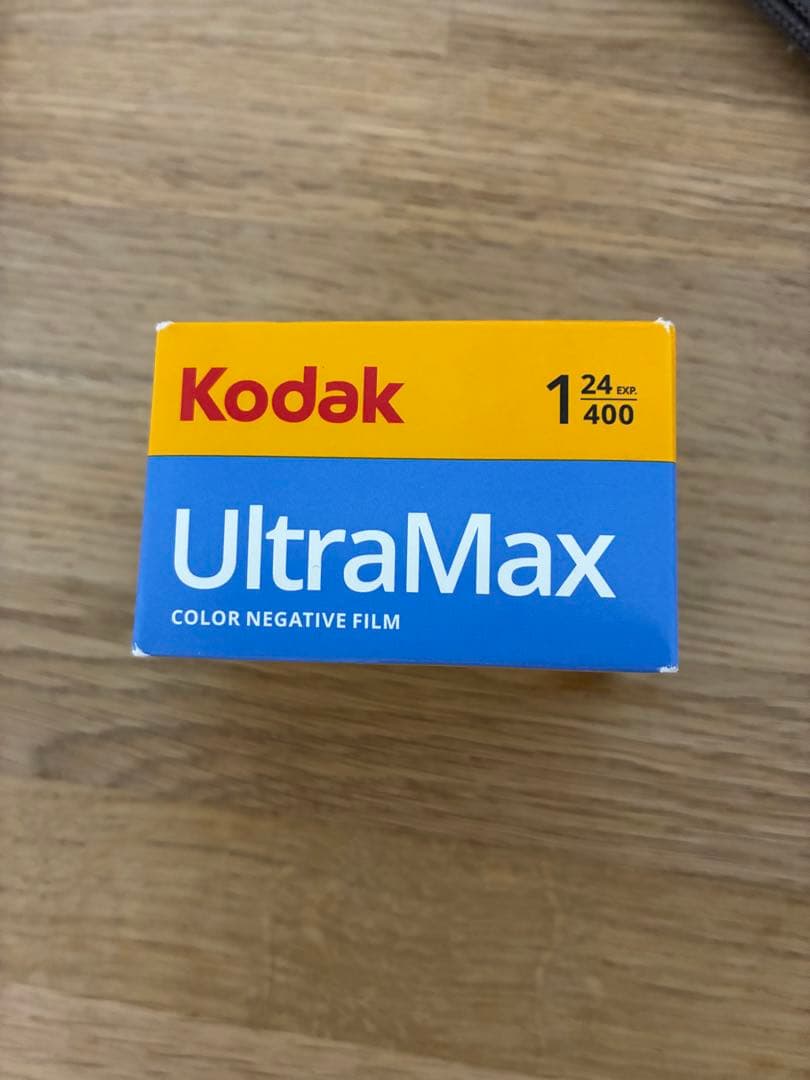 Kodak
1 24 EXP.
400
UltraMax
COLOR NEGATIVE FILM